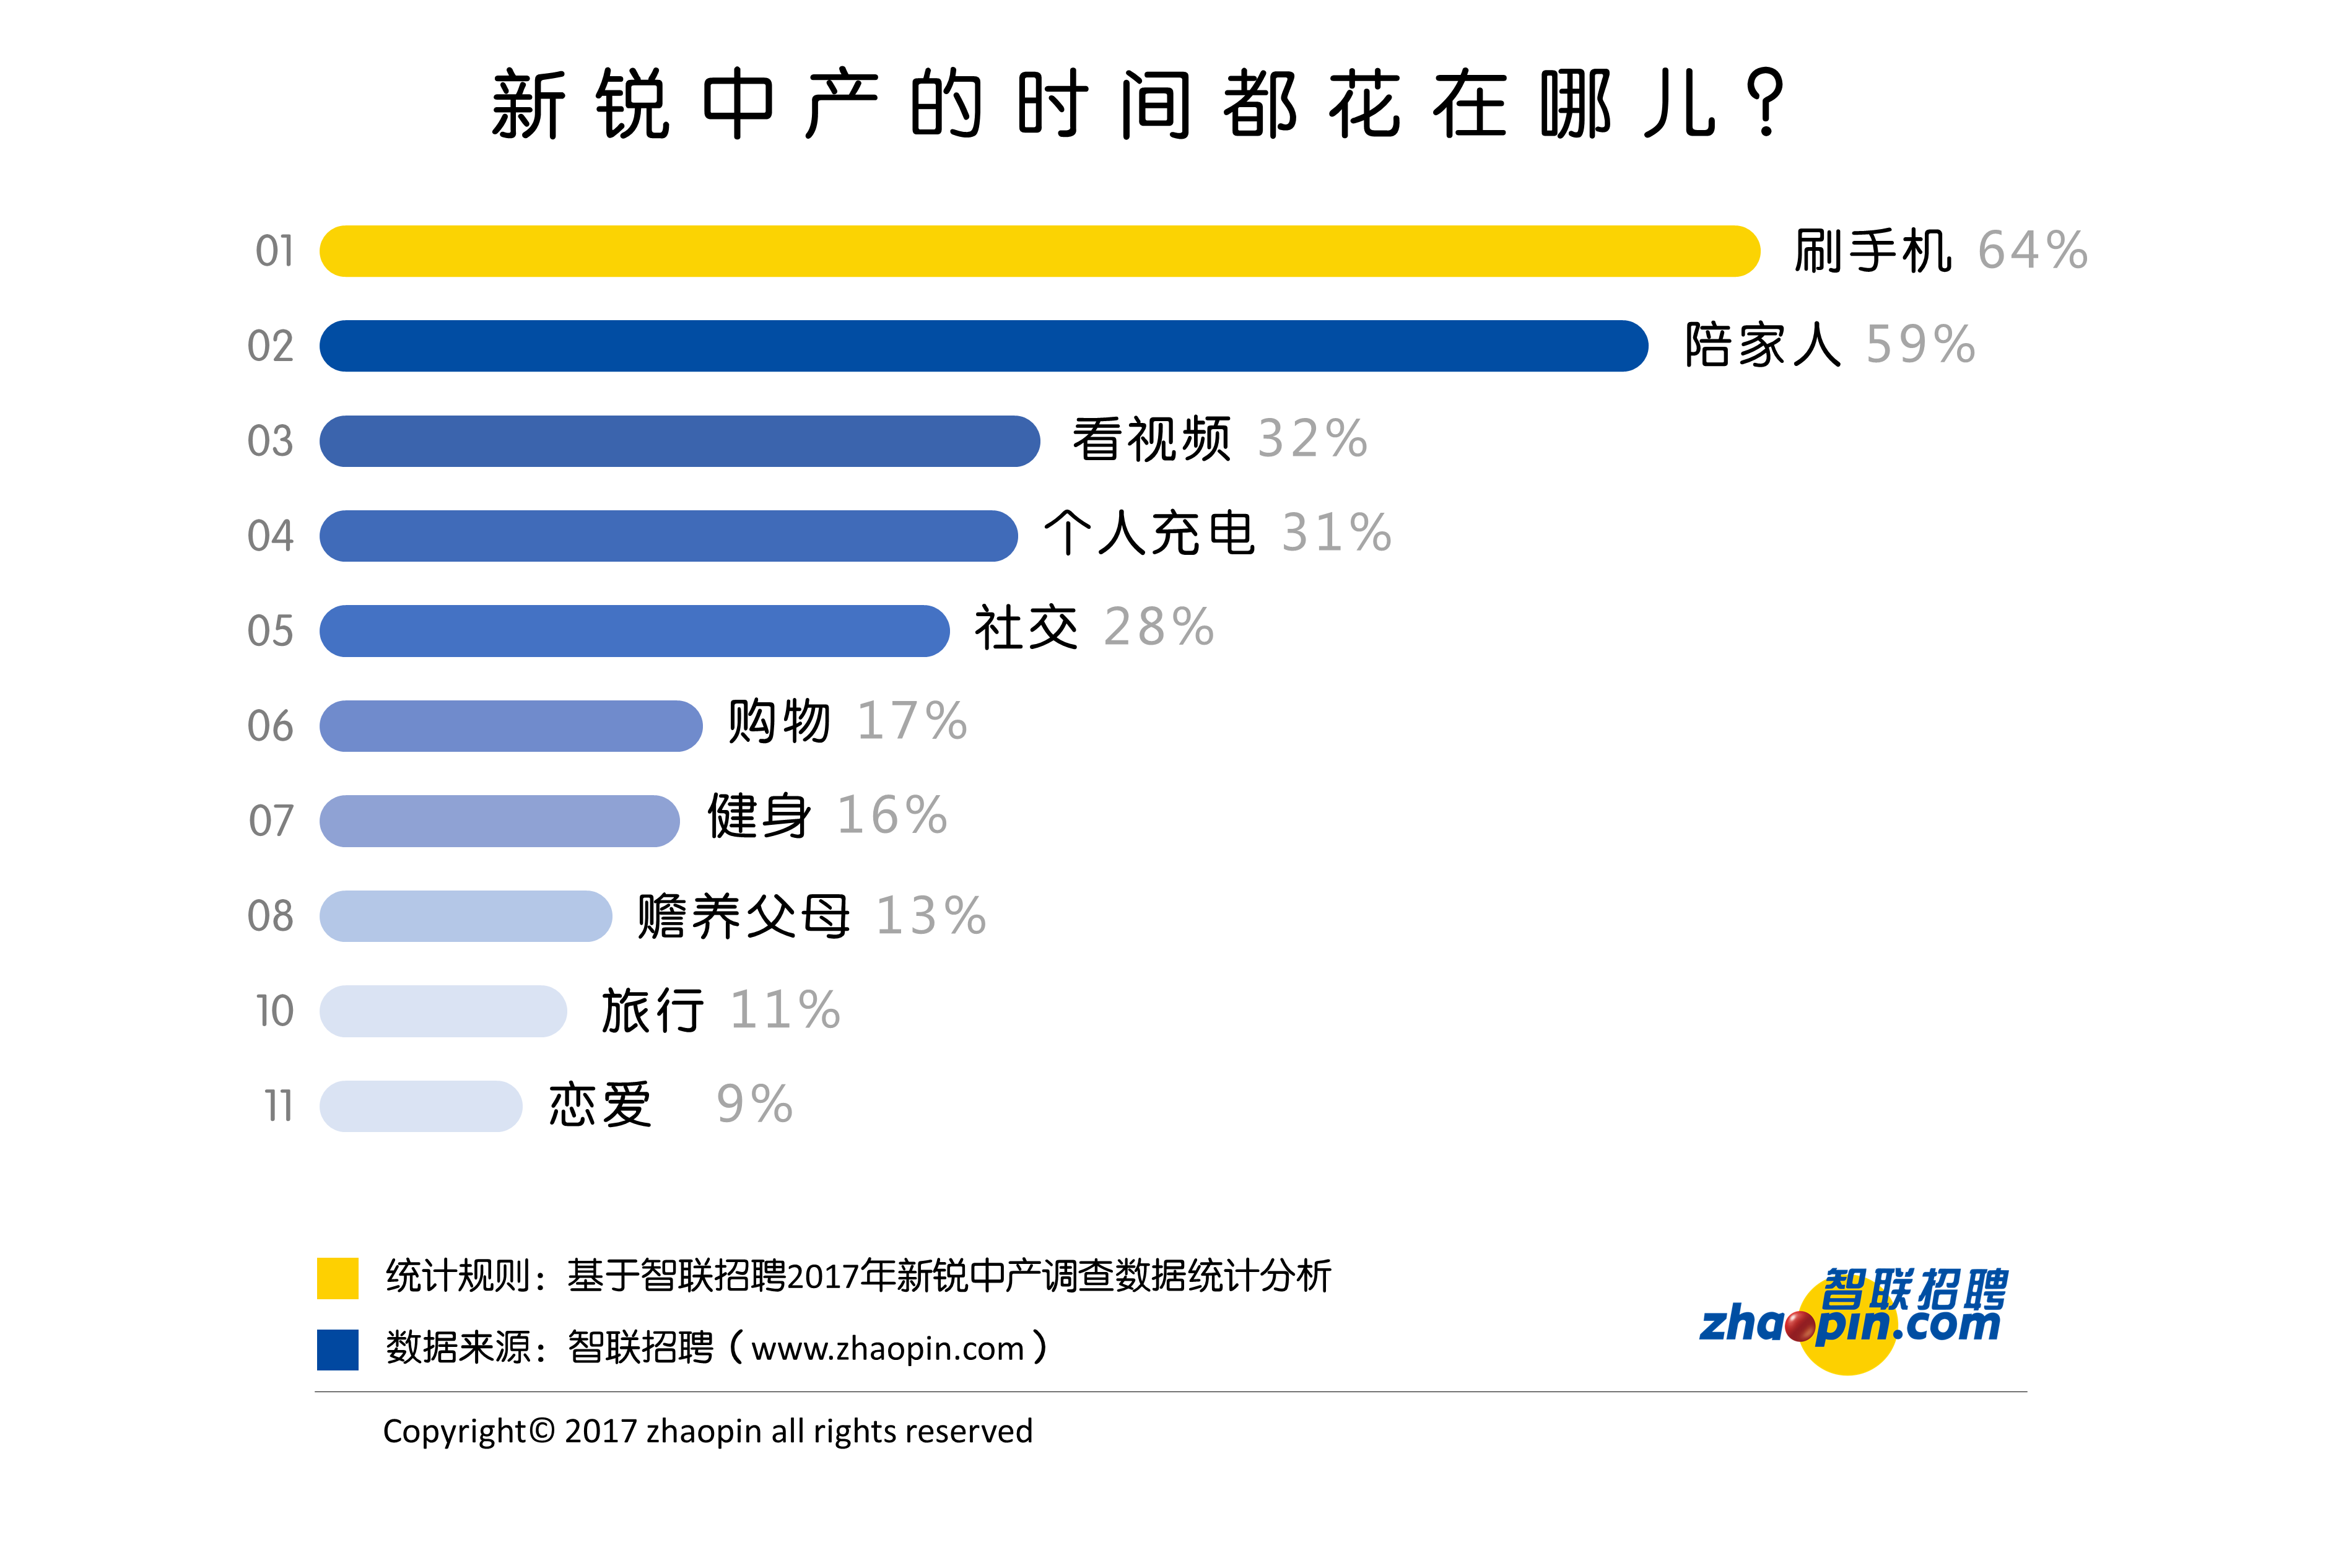 新锐中产的时间都花在哪儿?
01 刷手机 64%
02 陪家人 59%
03 看视频 32%
04 个人充电 31%
05 社交 28%
06 购物 17%
07 健身 16%
08 赡养父母 13%
10 旅行 11%
11 恋爱 9%
统计规则：基于智联招聘2017年新锐中产调查数据统计分析
数据来源：智联招聘（www.zhaopin.com）
智联招聘
zhaopin.com
Copyright© 2017 zhaopin all rights reserved